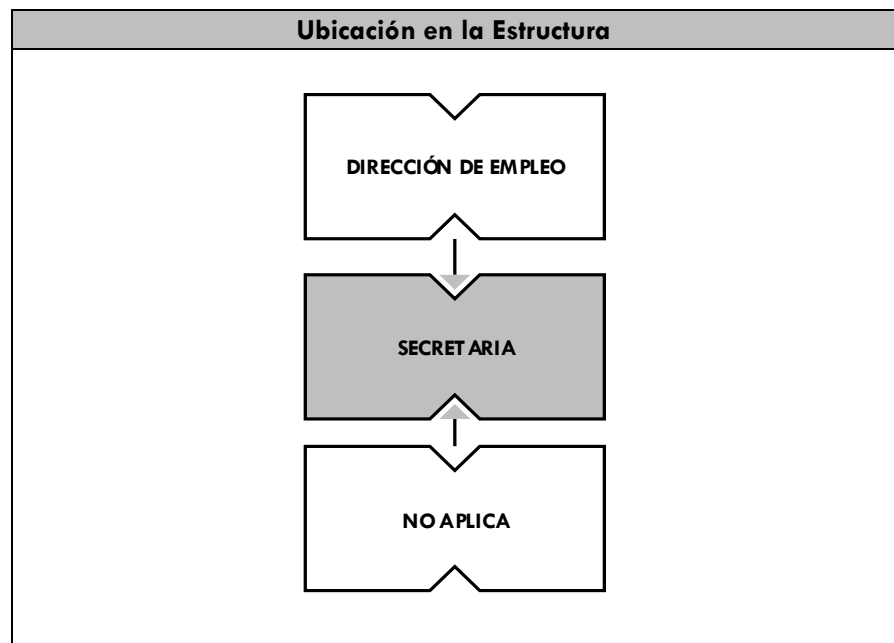 Ubicación en la Estructura
DIRECCIÓN DE EMPLEO
SECRETARIA
NO APLICA